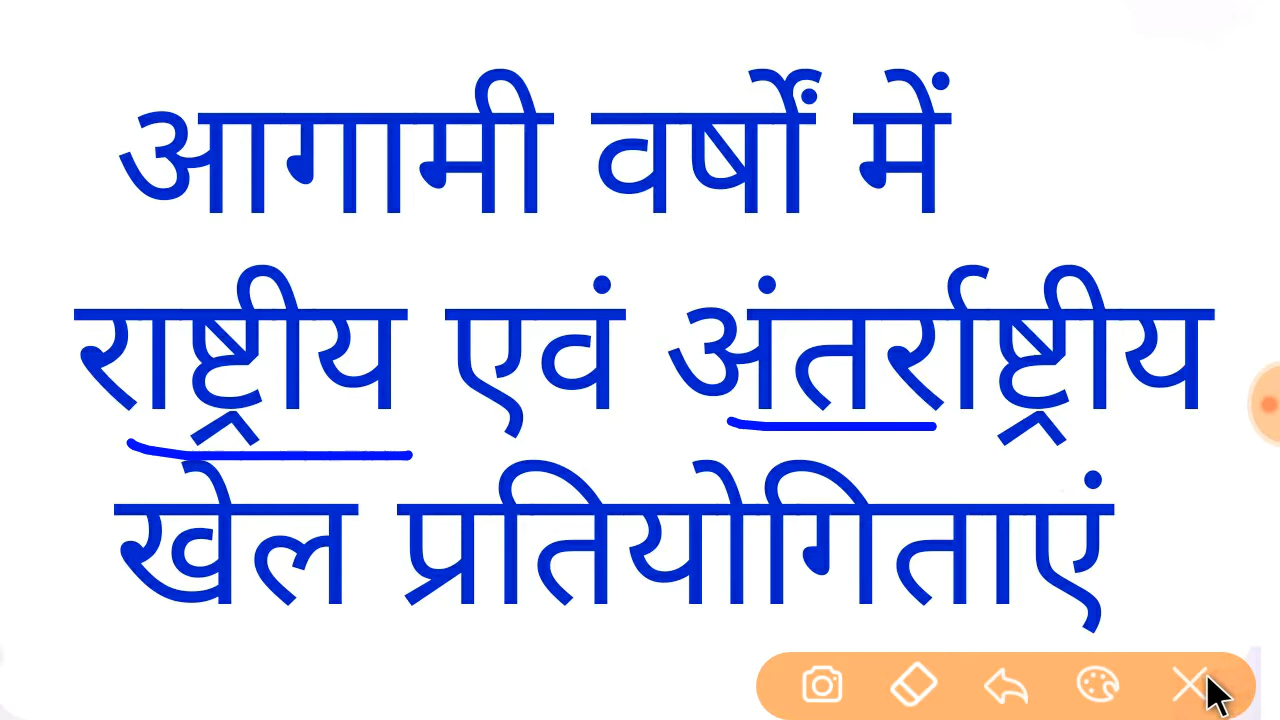 आगामी वर्षों में
राष्ट्रीय एवं अंतर्राष्ट्रीय
खेल प्रतियोगिताएं